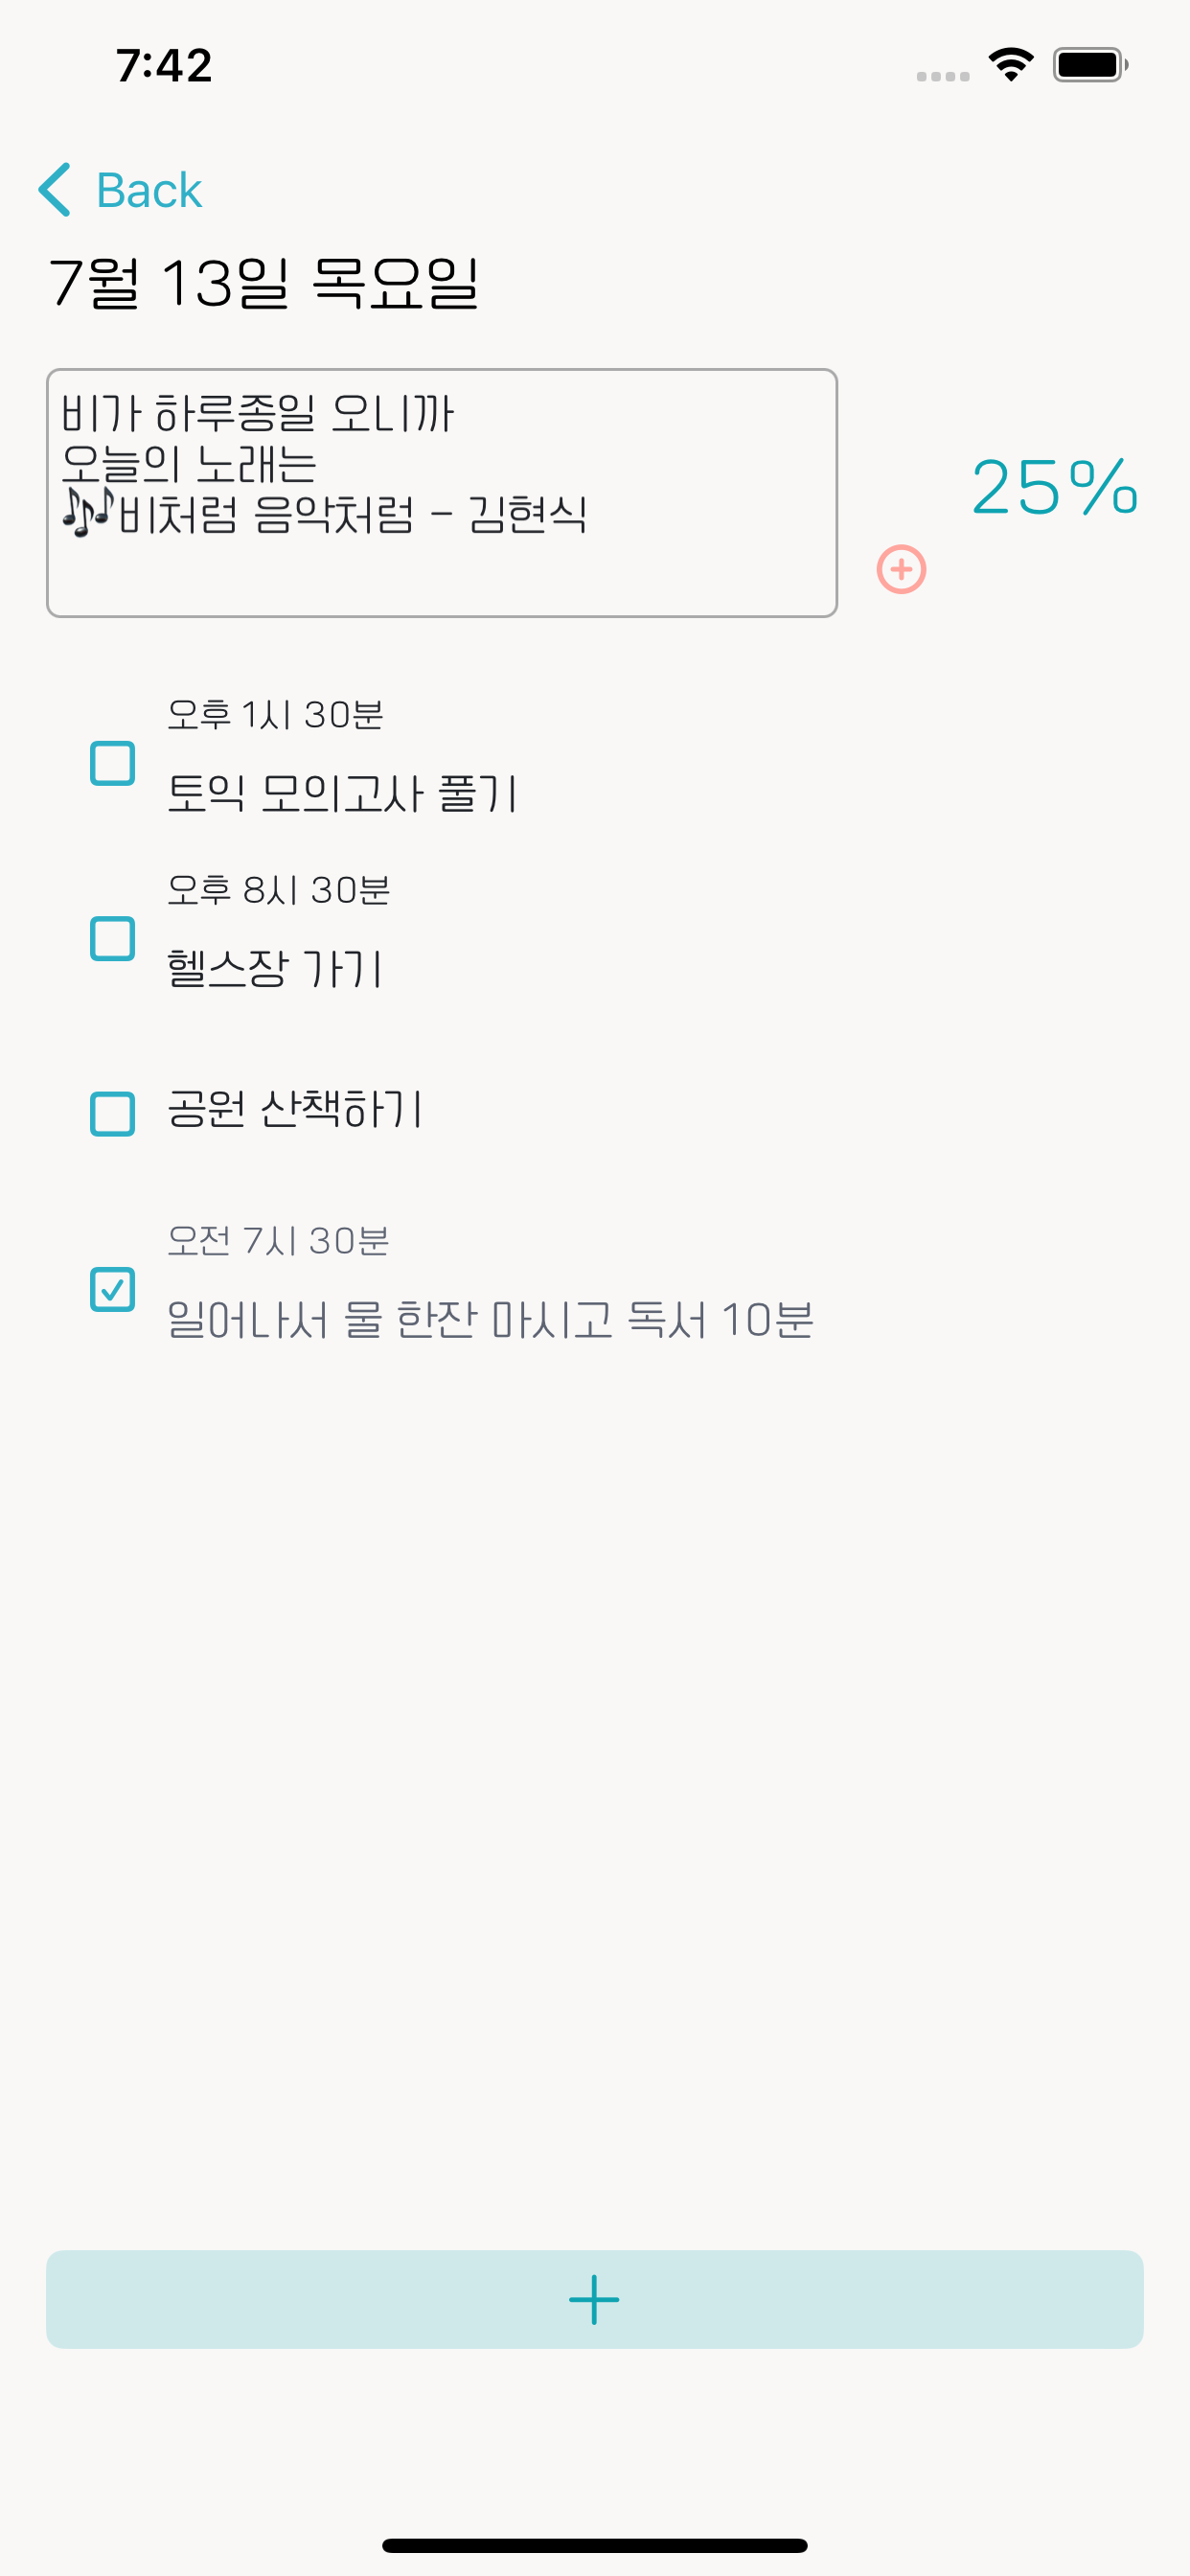 7:42
Back
7월 13일 목요일
비가 하루종일 오니까
오늘의 노래는
🎶비처럼 음악처럼 - 김현식
25%
오후 1시 30분
토익 모의고사 풀기
오후 8시 30분
헬스장 가기
공원 산책하기
오전 7시 30분
일어나서 물 한잔 마시고 독서 10분